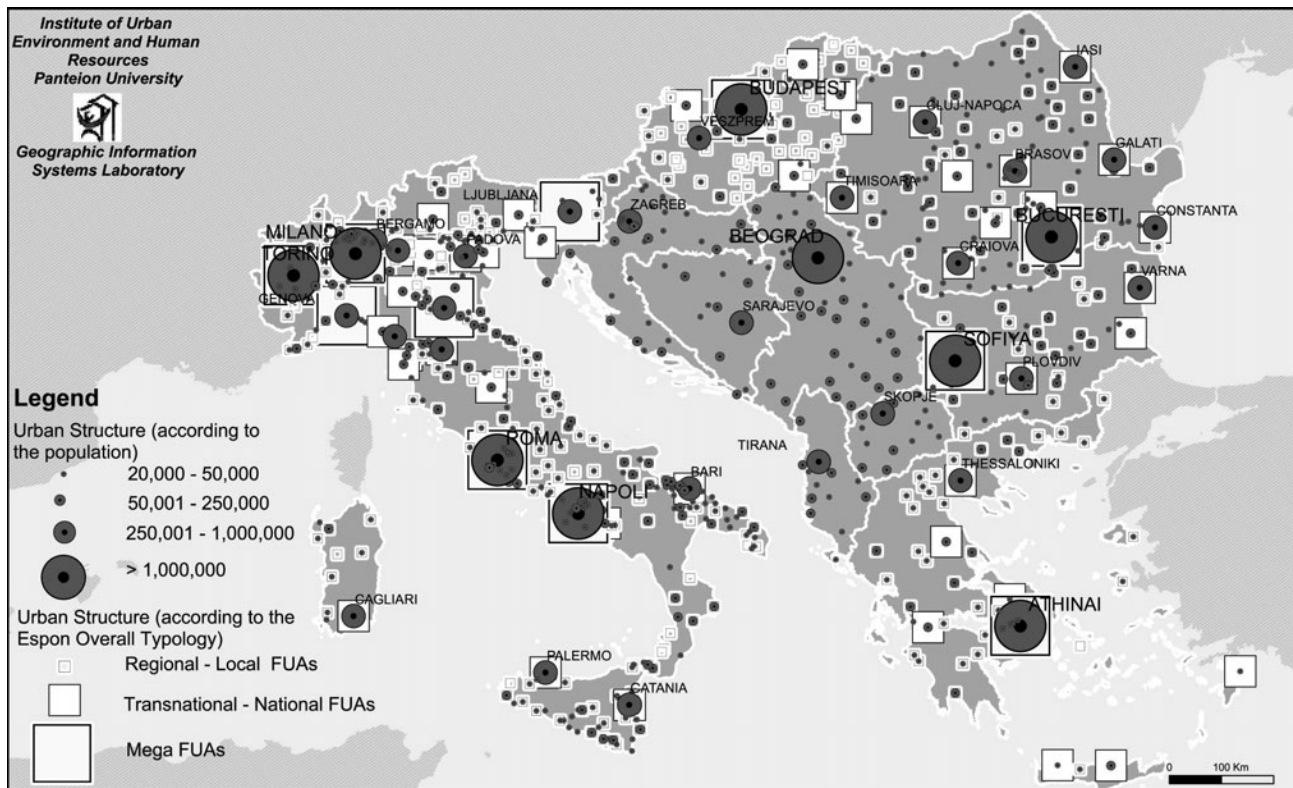 Institute of Urban
Environment and Human
Resources
Panteion University
Geographic Information
Systems Laboratory
IASI
BUDAPEST
VESZPREM
CLUJ-NAPOCA
BRASOV
GALATI
TIMISOARA
LJUBLJANA
ZAGREB
BUCURESTI
CONSTANTA
MILANO
BERGAMO
PADOVA
BEOGRAD
CRAIOVA
TORINO
VARNA
GENOVA
SARAJEVO
SOFIYA
PLOVDIV
SKOPJE
ROMA
TIRANA
BARI
THESSALONIKI
NAPOLI
CAGLIARI
ATHINAI
PALERMO
CATANIA
Legend
Urban Structure (according to
the population)
20,000 - 50,000
50,001 - 250,000
250,001 - 1,000,000
> 1,000,000
Urban Structure (according to the
Espon Overall Typology)
Regional - Local FUAs
Transnational - National FUAs
Mega FUAs
0 100 Km